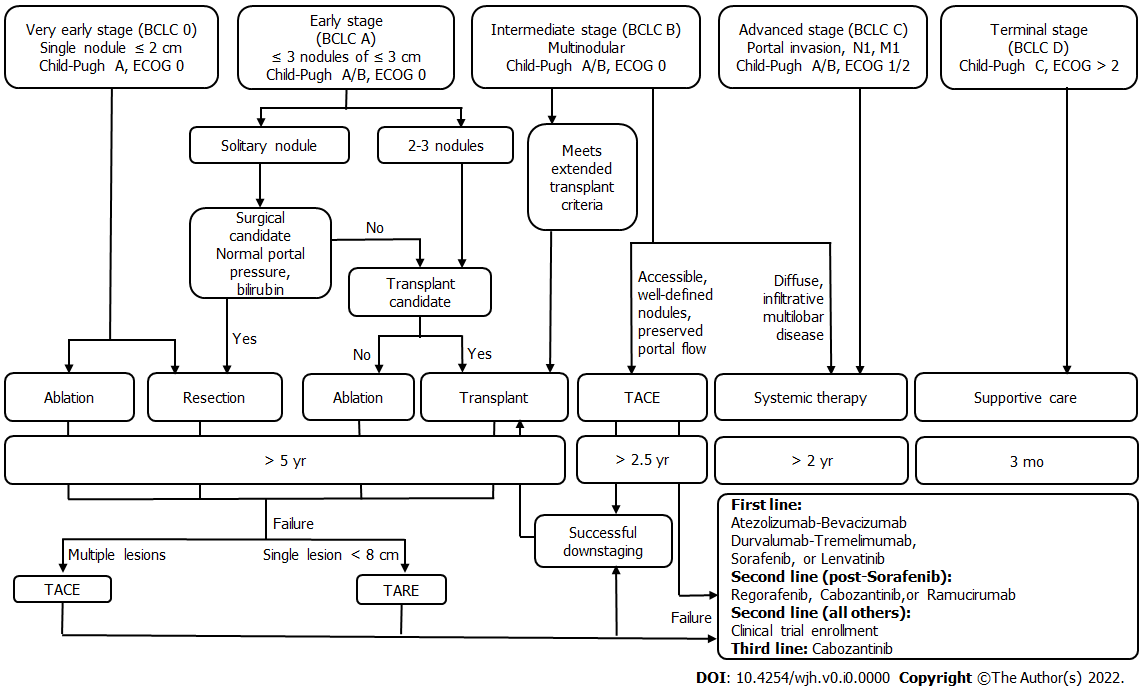 Very early stage (BCLC 0)
Single nodule ≤ 2 cm
Child-Pugh A, ECOG 0
Early stage
(BCLC A)
≤ 3 nodules of ≤ 3 cm
Child-Pugh A/B, ECOG 0
Intermediate stage (BCLC B)
Multinodular
Child-Pugh A/B, ECOG 0
Advanced stage (BCLC C)
Portal invasion, N1, M1
Child-Pugh A/B, ECOG 1/2
Terminal stage
(BCLC D)
Child-Pugh C, ECOG > 2
Solitary nodule
2-3 nodules
Meets
extended
transplant
criteria
Surgical
candidate
Normal portal
pressure,
bilirubin
No
Transplant
candidate
Accessible,
well-defined
nodules,
preserved
portal flow
Diffuse,
infiltrative
multilobar
disease
Yes
No
Yes
Ablation
Resection
Ablation
Transplant
TACE
Systemic therapy
Supportive care
> 5 yr
> 2.5 yr
> 2 yr
3 mo
Failure
Multiple lesions
Single lesion < 8 cm
TACE
TARE
Successful
downstaging
Failure
First line:
Atezolizumab-Bevacizumab
Durvalumab-Tremelimumab,
Sorafenib, or Lenvatinib
Second line (post-Sorafenib):
Regorafenib, Cabozantinib,or Ramucirumab
Second line (all others):
Clinical trial enrollment
Third line: Cabozantinib
DOI: 10.4254/wjh.v0.i0.0000 Copyright ©The Author(s) 2022.